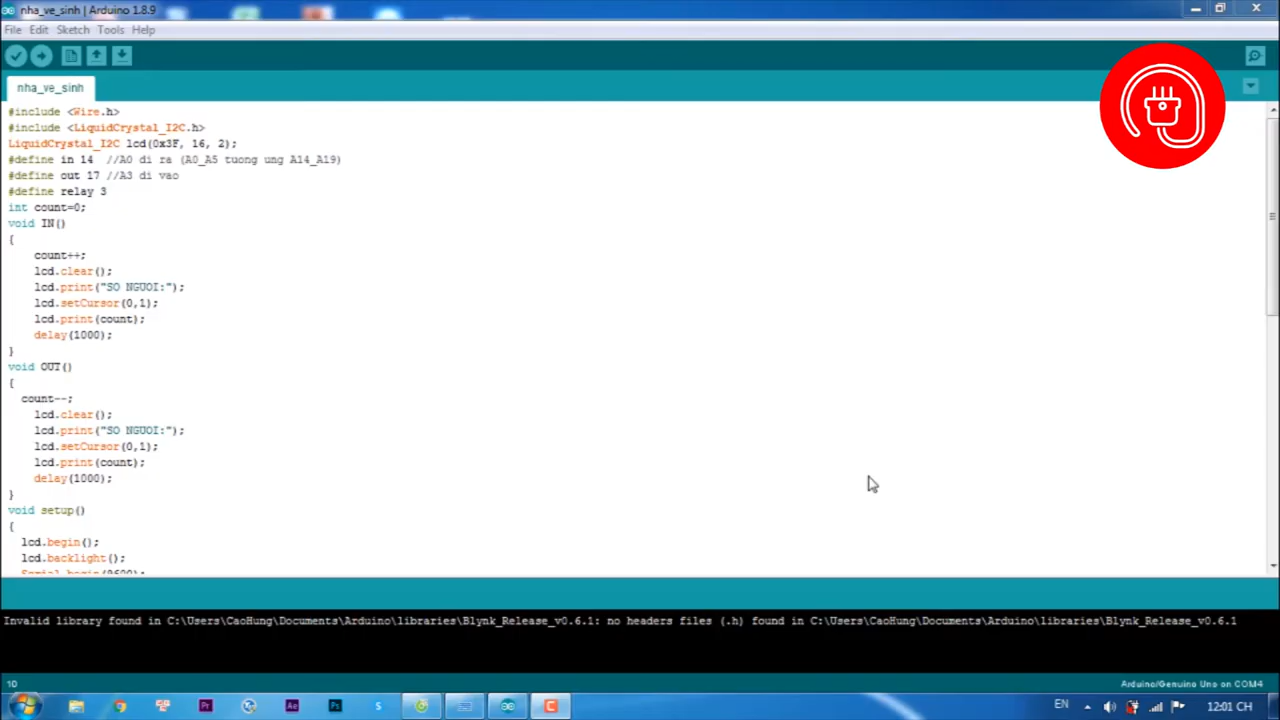 nha_ve_sinh | Arduino 1.8.9
File Edit Sketch Tools Help
nha_ve_sinh
#include <Wire.h>
#include <LiquidCrystal_I2C.h>
LiquidCrystal_I2C lcd(0x3F, 16, 2);
#define in 14 //A0 di ra (A0_A5 tuong ung A14_A19)
#define out 17 //A3 di vao
#define relay 3
int count=0;
void IN()
{
count++;
lcd.clear();
lcd.print("SO NGUOI:");
lcd.setCursor(0,1);
lcd.print(count);
delay(1000);
}
void OUT()
{
count--;
lcd.clear();
lcd.print("SO NGUOI:");
lcd.setCursor(0,1);
lcd.print(count);
delay(1000);
}
void setup()
{
lcd.begin();
lcd.backlight();
Serial.begin(9600);
Invalid library found in C:\Users\CaoHung\Documents\Arduino\libraries\Blynk_Release_v0.6.1: no headers files (.h) found in C:\Users\CaoHung\Documents\Arduino\libraries\Blynk_Release_v0.6.1
10 Arduino/Genuino Uno on COM4
Pr Ae Ps S C EN 12:01 CH